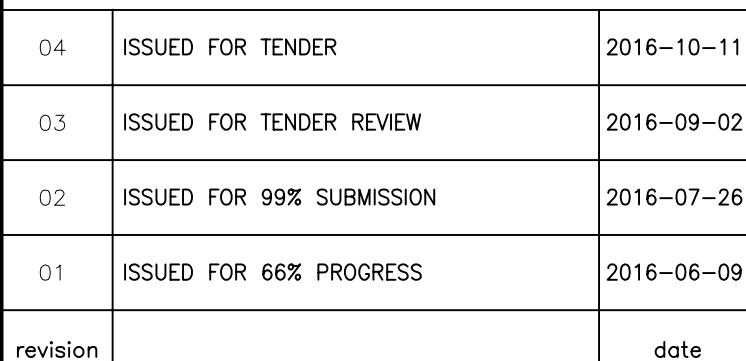 04 ISSUED FOR TENDER 2016-10-11
03 ISSUED FOR TENDER REVIEW 2016-09-02
02 ISSUED FOR 99% SUBMISSION 2016-07-26
01 ISSUED FOR 66% PROGRESS 2016-06-09
revision date